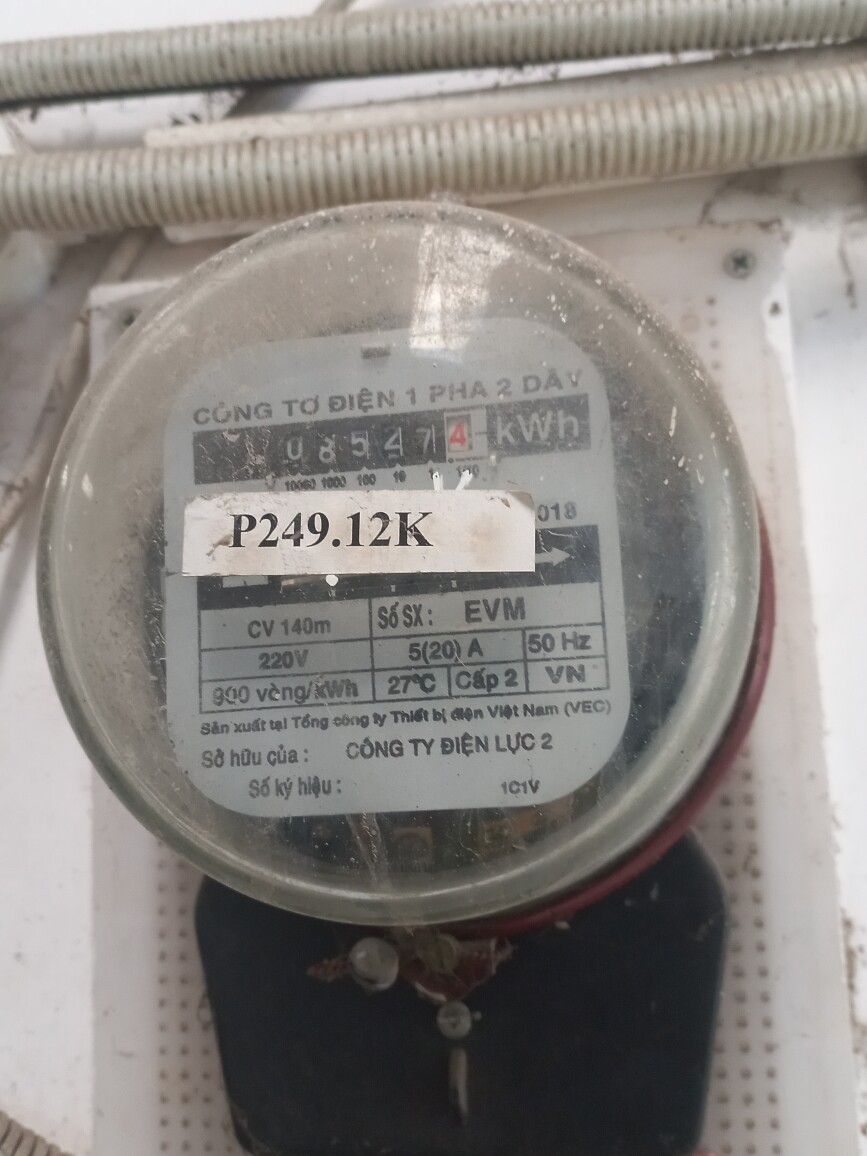 CÔNG TƠ ĐIỆN 1 PHA 2 DÂY
08547 4 kWh
10000 1000 100 10 1 1/10
P249.12K
018
CV 140m Số SX : EVM
220V 5(20) A 50 Hz
900 vòng/kWh 27°C Cấp 2 VN
Sản xuất tại Tổng công ty Thiết bị điện Việt Nam (VEC)
Sở hữu của : CÔNG TY ĐIỆN LỰC 2
Số ký hiệu : 1C1V